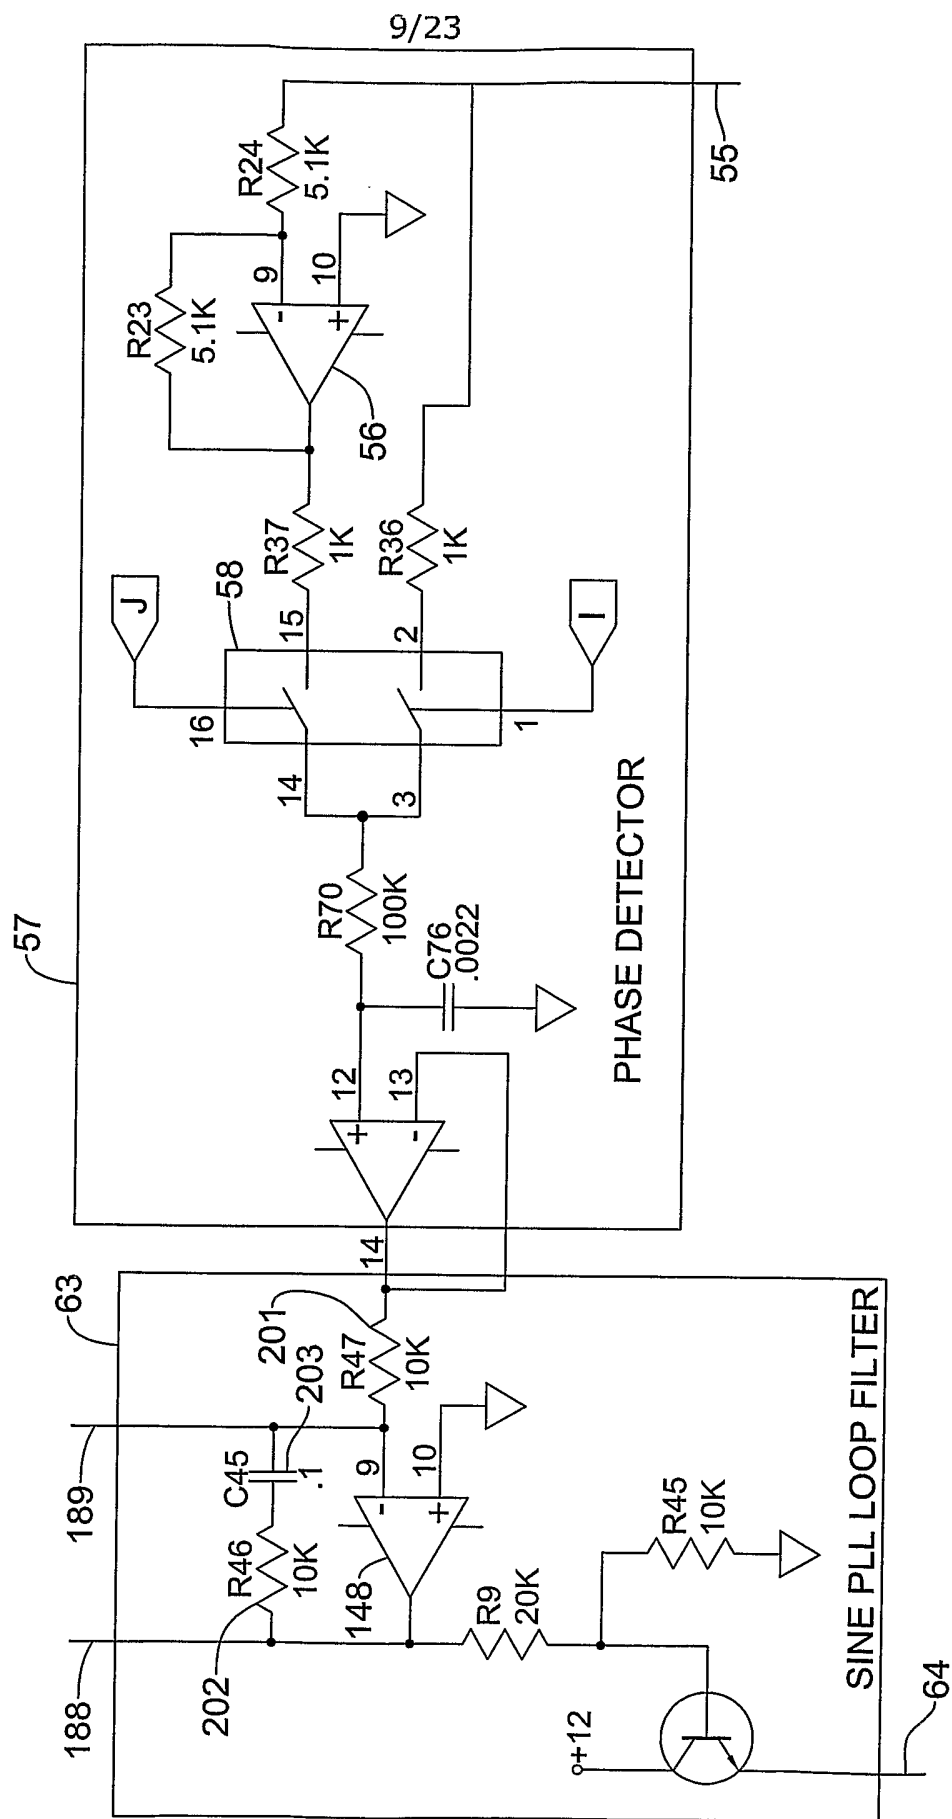 9/23
57
R23
5.1K
R24
5.1K
9
10
-
+
56
55
J
58
R37
1K
15
R36
1K
2
16
14
3
1
I
R70
100K
C76
.0022
12
13
+
-
14
PHASE DETECTOR
63
189
188
201
203
R47
10K
C45
.1
R46
10K
202
9
10
-
+
148
R9
20K
R45
10K
+12
64
SINE PLL LOOP FILTER